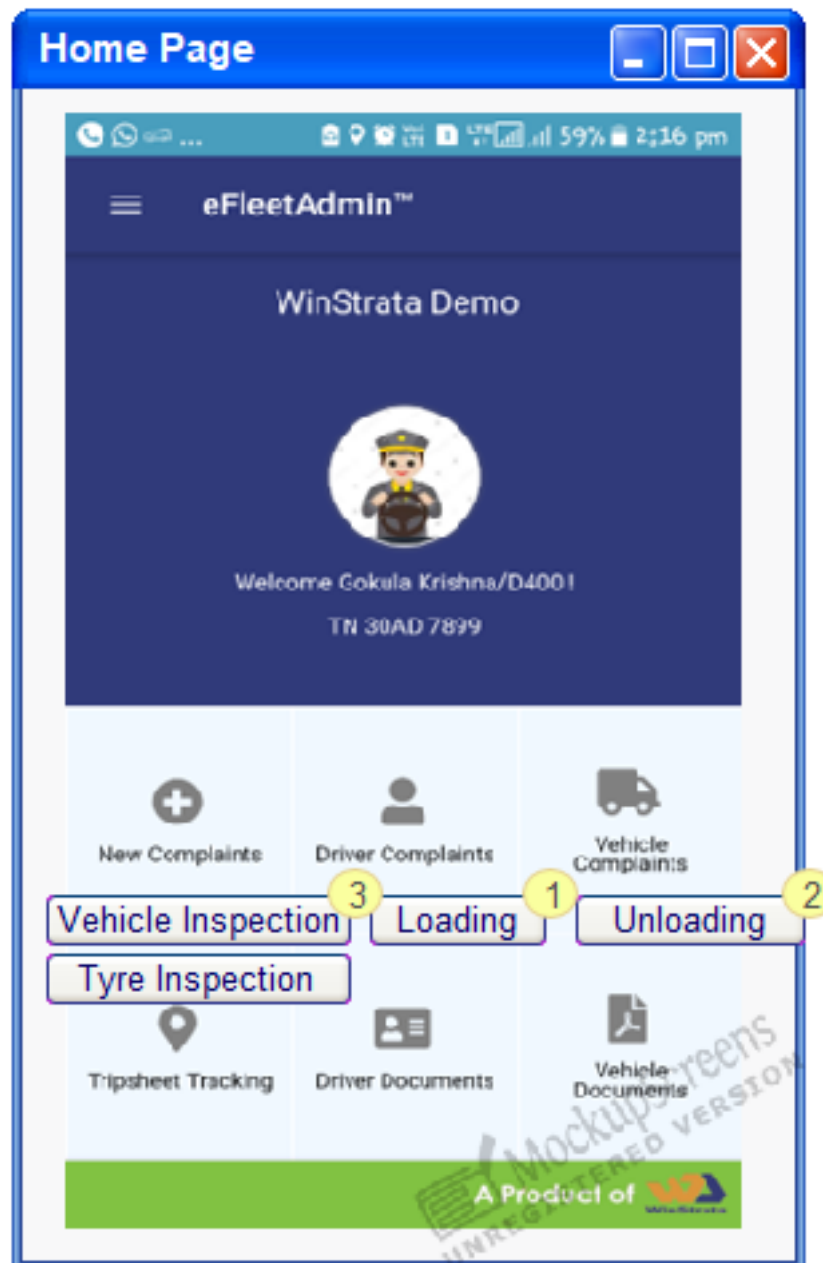 Home Page
... 59% 2:16 pm
eFleetAdmin™
WinStrata Demo
Welcome Gokula Krishna/D4001
TN 30AD 7899
New Complaints
Driver Complaints
Vehicle
Complaints
Vehicle Inspection 3
Loading 1
Unloading 2
Tyre Inspection
Tripsheet Tracking
Driver Documents
Vehicle
Documents
Mockupscreens
UNREGISTERED VERSION
A Product of
WinStrata